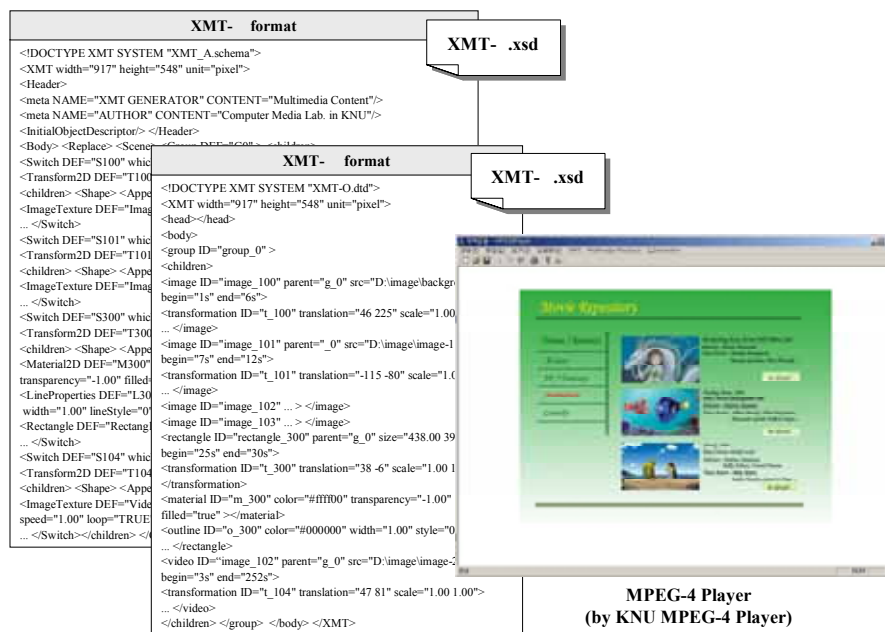 XMT- format
XMT- .xsd
<!DOCTYPE XMT SYSTEM "XMT_A.schema">
<XMT width="917" height="548" unit="pixel">
<Header>
<meta NAME="XMT GENERATOR" CONTENT="Multimedia Content"/>
<meta NAME="AUTHOR" CONTENT="Computer Media Lab. in KNU"/>
<InitialObjectDescriptor/> </Header>
<Body> <Replace> <Scene> <Group DEF="G0"> <children>
<Switch DEF="S100" whic
<Transform2D DEF="T100
<children> <Shape> <Appe
<ImageTexture DEF="Imag
... </Switch>
<Switch DEF="S101" whic
<Transform2D DEF="T101
<children> <Shape> <Appe
<ImageTexture DEF="Imag
... </Switch>
<Switch DEF="S300" whic
<Transform2D DEF="T300
<children> <Shape> <Appe
<Material2D DEF="M300"
transparency="-1.00" filled=
<LineProperties DEF="L30
width="1.00" lineStyle="0"
<Rectangle DEF="Rectangl
... </Switch>
<Switch DEF="S104" whic
<Transform2D DEF="T104
<children> <Shape> <Appe
<ImageTexture DEF="Vide
speed="1.00" loop="TRUE"
... </Switch></children> </
XMT- format
XMT- .xsd
<!DOCTYPE XMT SYSTEM "XMT-O.dtd">
<XMT width="917" height="548" unit="pixel">
<head></head>
<body>
<group ID="group_0" >
<children>
<image ID="image_100" parent="g_0" src="D:\image\backgr
begin="1s" end="6s">
<transformation ID="t_100" translation="46 225" scale="1.00
... </image>
<image ID="image_101" parent="_0" src="D:\image\image-1
begin="7s" end="12s">
<transformation ID="t_101" translation="-115 -80" scale="1.0
... </image>
<image ID="image_102" ... > </image>
<image ID="image_103" ... > </image>
<rectangle ID="rectangle_300" parent="g_0" size="438.00 39
begin="25s" end="30s">
<transformation ID="t_300" translation="38 -6" scale="1.00 1
</transformation>
<material ID="m_300" color="#ffff00" transparency="-1.00"
filled="true" ></material>
<outline ID="o_300" color="#000000" width="1.00" style="0
... </rectangle>
<video ID="image_102" parent="g_0" src="D:\image\image-2
begin="3s" end="252s">
<transformation ID="t_104" translation="47 81" scale="1.00 1.00">
... </video>
</children> </group> </body> </XMT>
Movie Repository
MPEG-4 Player
(by KNU MPEG-4 Player)